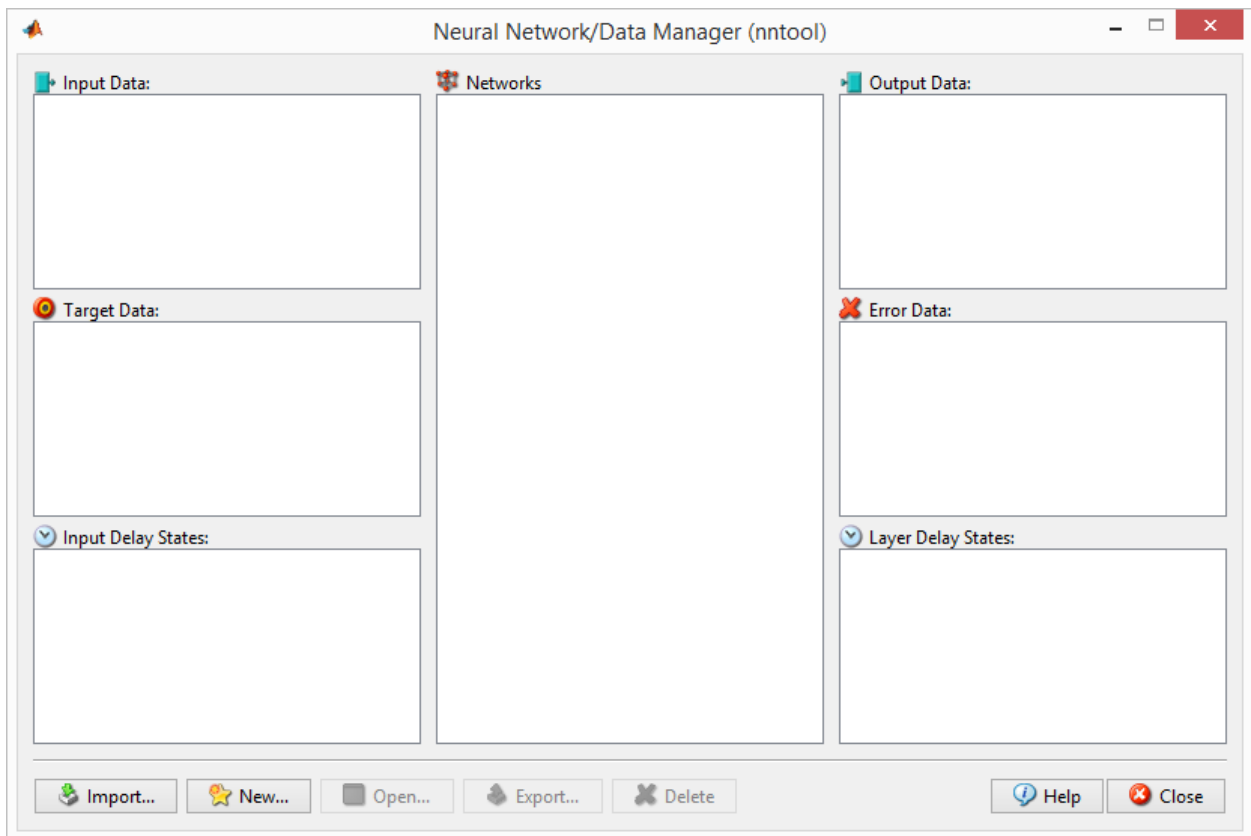 Neural Network/Data Manager (nntool)
Input Data:
Networks
Output Data:
Target Data:
Error Data:
Input Delay States:
Layer Delay States:
Import...
New...
Open...
Export...
Delete
Help
Close